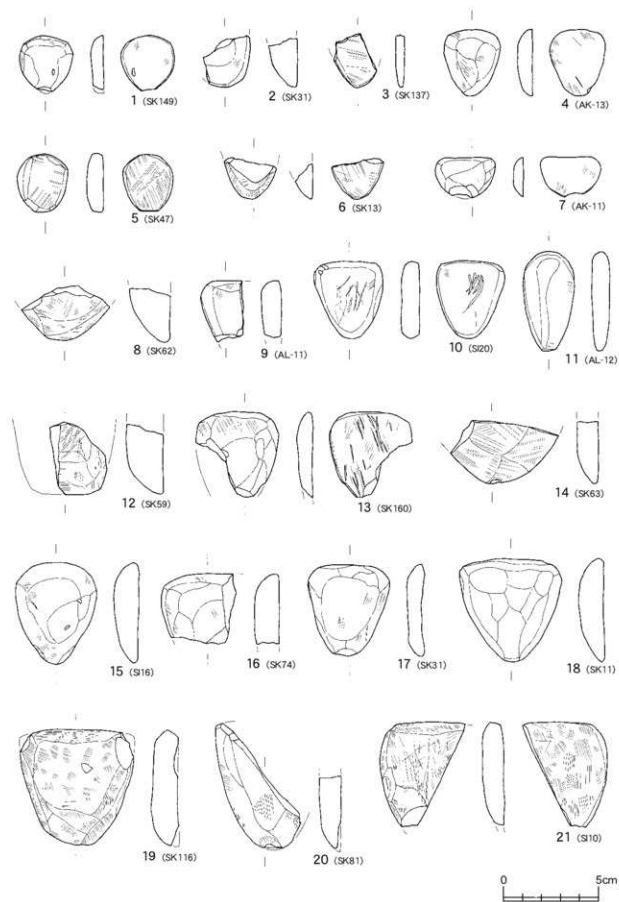 1 (SK149)
2 (SK31)
3 (SK137)
4 (AK-13)
5 (SK47)
6 (SK13)
7 (AK-11)
8 (SK62)
9 (AL-11)
10 (SI20)
11 (AL-12)
12 (SK59)
13 (SK160)
14 (SK63)
15 (SI16)
16 (SK74)
17 (SK31)
18 (SK11)
19 (SK116)
20 (SK81)
21 (SI10)
0 5cm